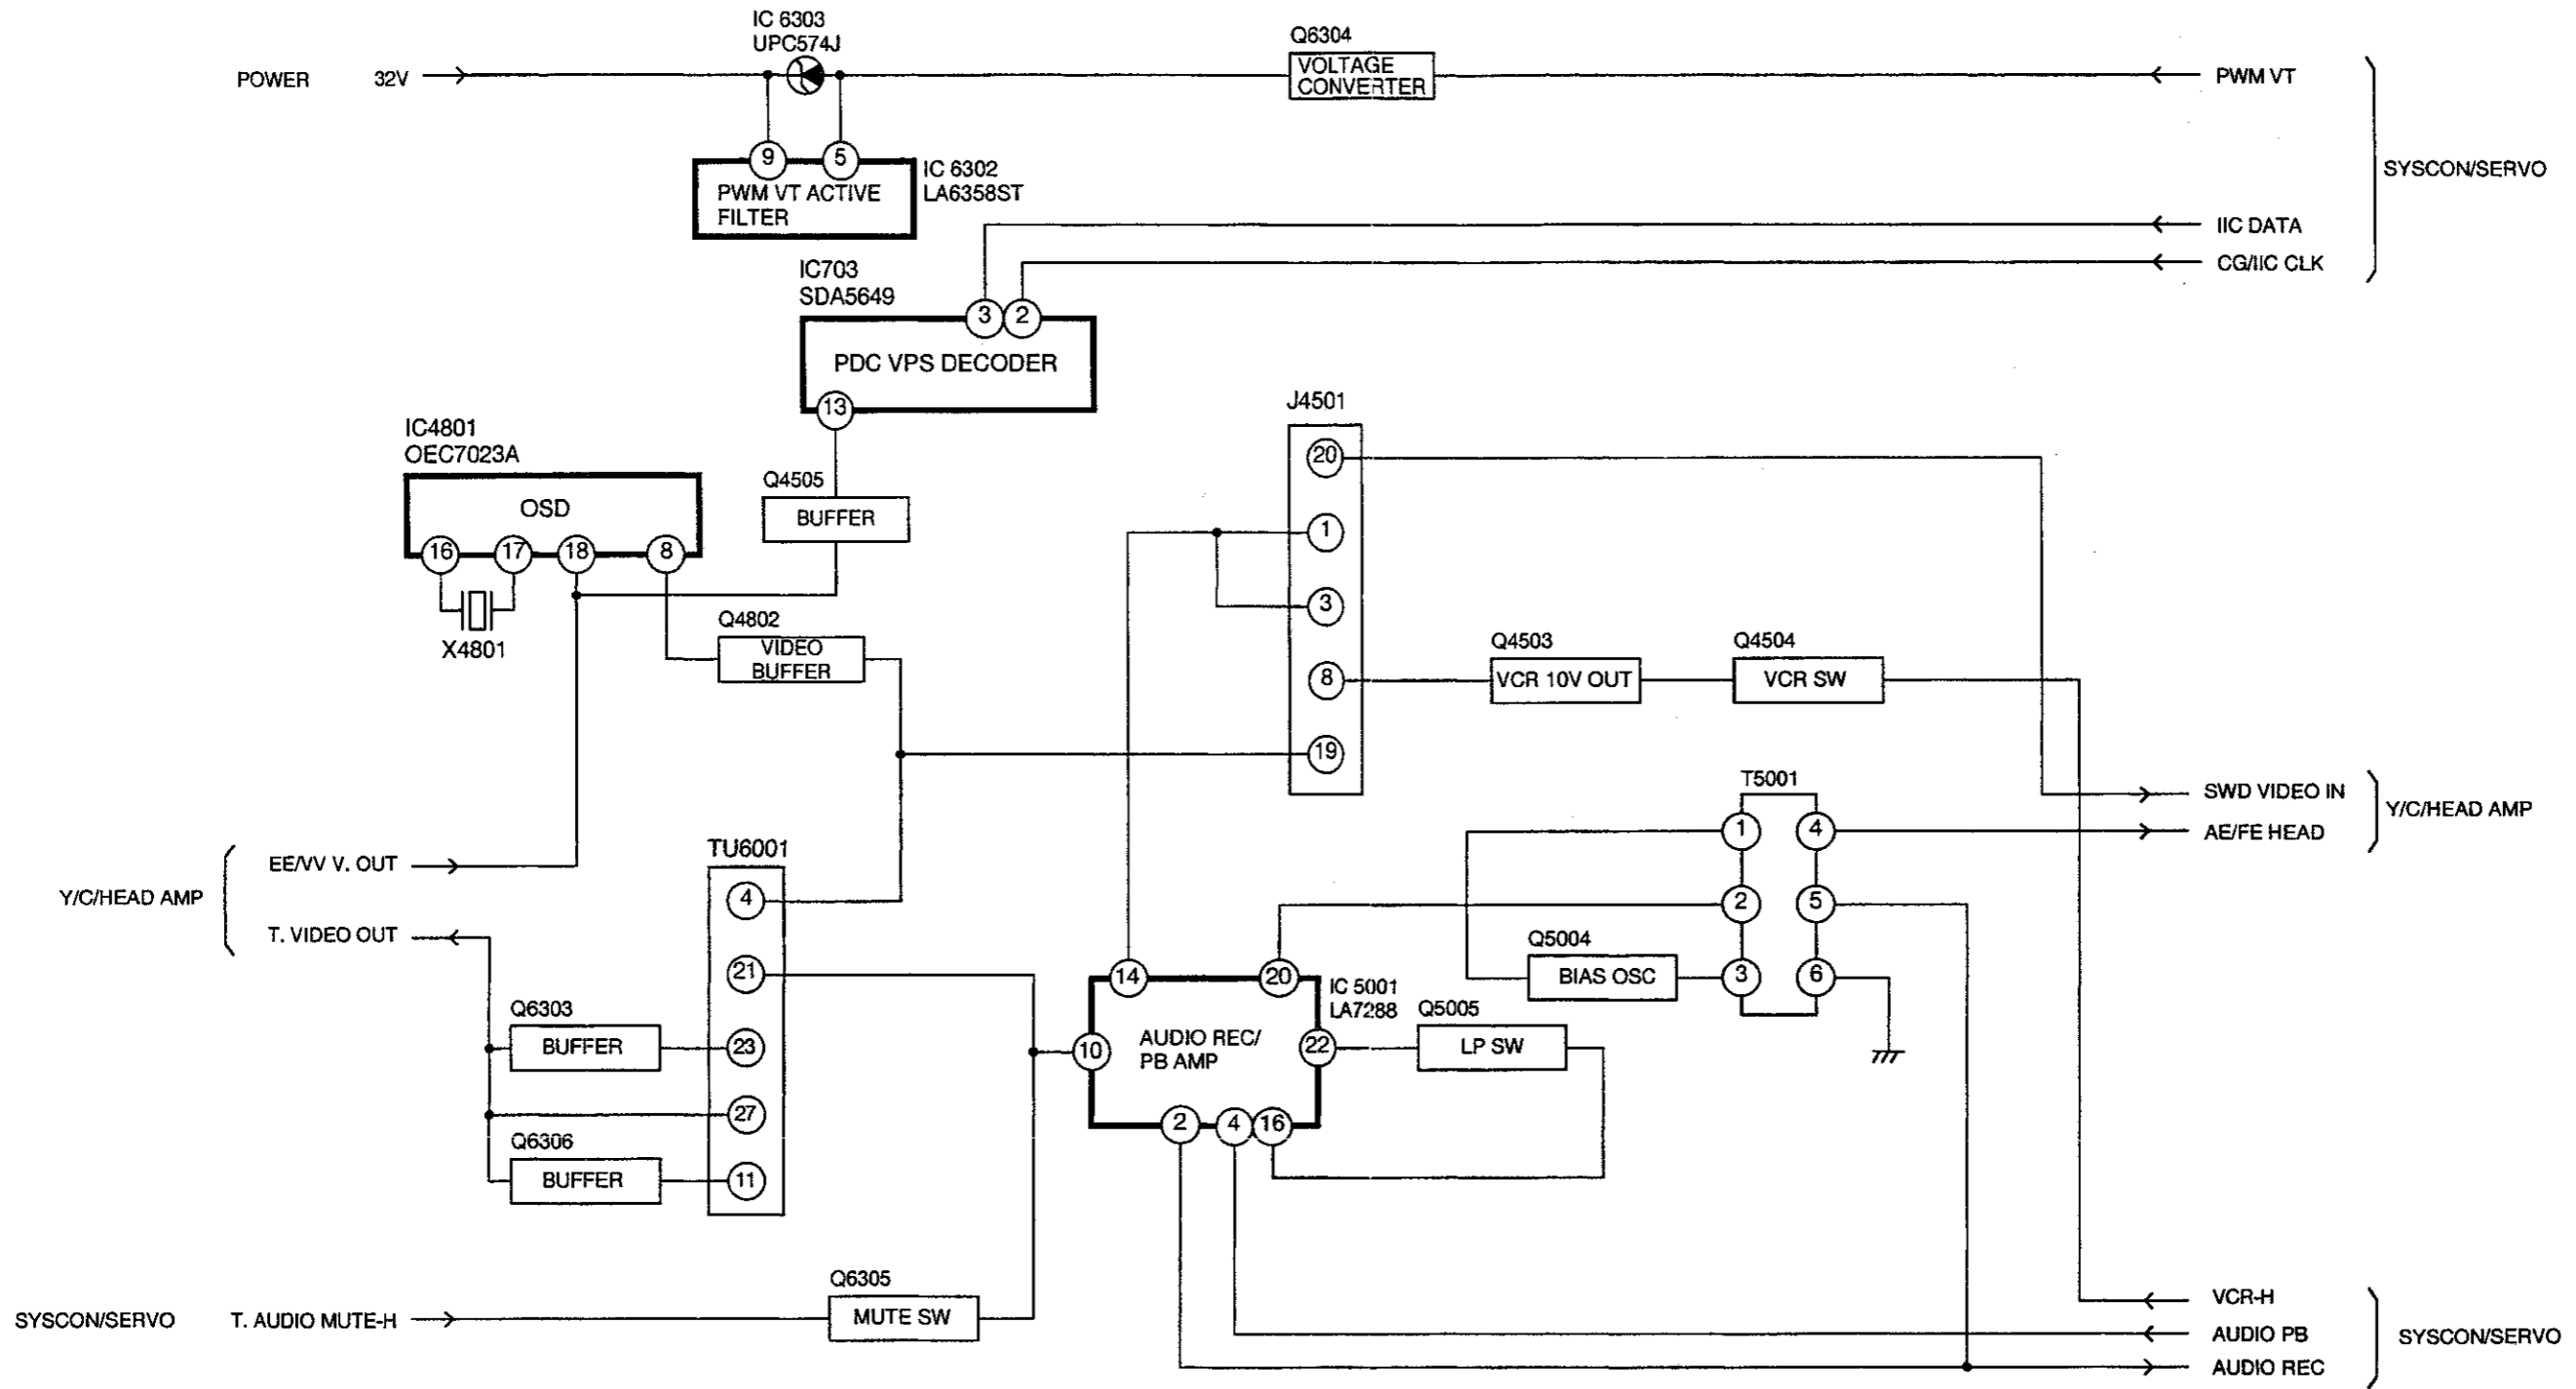 IC 6303
UPC574J
Q6304
POWER 32V
VOLTAGE
CONVERTER
PWM VT
9 5
IC 6302
LA6358ST
PWM VT ACTIVE
FILTER
SYSCON/SERVO
IIC DATA
CG/IIC CLK
IC703
SDA5649
3 2
PDC VPS DECODER
13
J4501
IC4801
OEC7023A
OSD
16 17 18 8
X4801
Q4505
BUFFER
Q4802
VIDEO
BUFFER
20
1
3
8
19
Q4503
VCR 10V OUT
Q4504
VCR SW
T5001
1 4
2 5
3 6
SWD VIDEO IN
AE/FE HEAD
Y/C/HEAD AMP
EE/VV V. OUT
Y/C/HEAD AMP
T. VIDEO OUT
TU6001
4
21
23
27
11
Q6303
BUFFER
Q6306
BUFFER
Q5004
BIAS OSC
14 20
IC 5001
LA7288
10
AUDIO REC/
PB AMP
22
2 4 16
Q5005
LP SW
Q6305
MUTE SW
SYSCON/SERVO T. AUDIO MUTE-H
VCR-H
AUDIO PB
AUDIO REC
SYSCON/SERVO